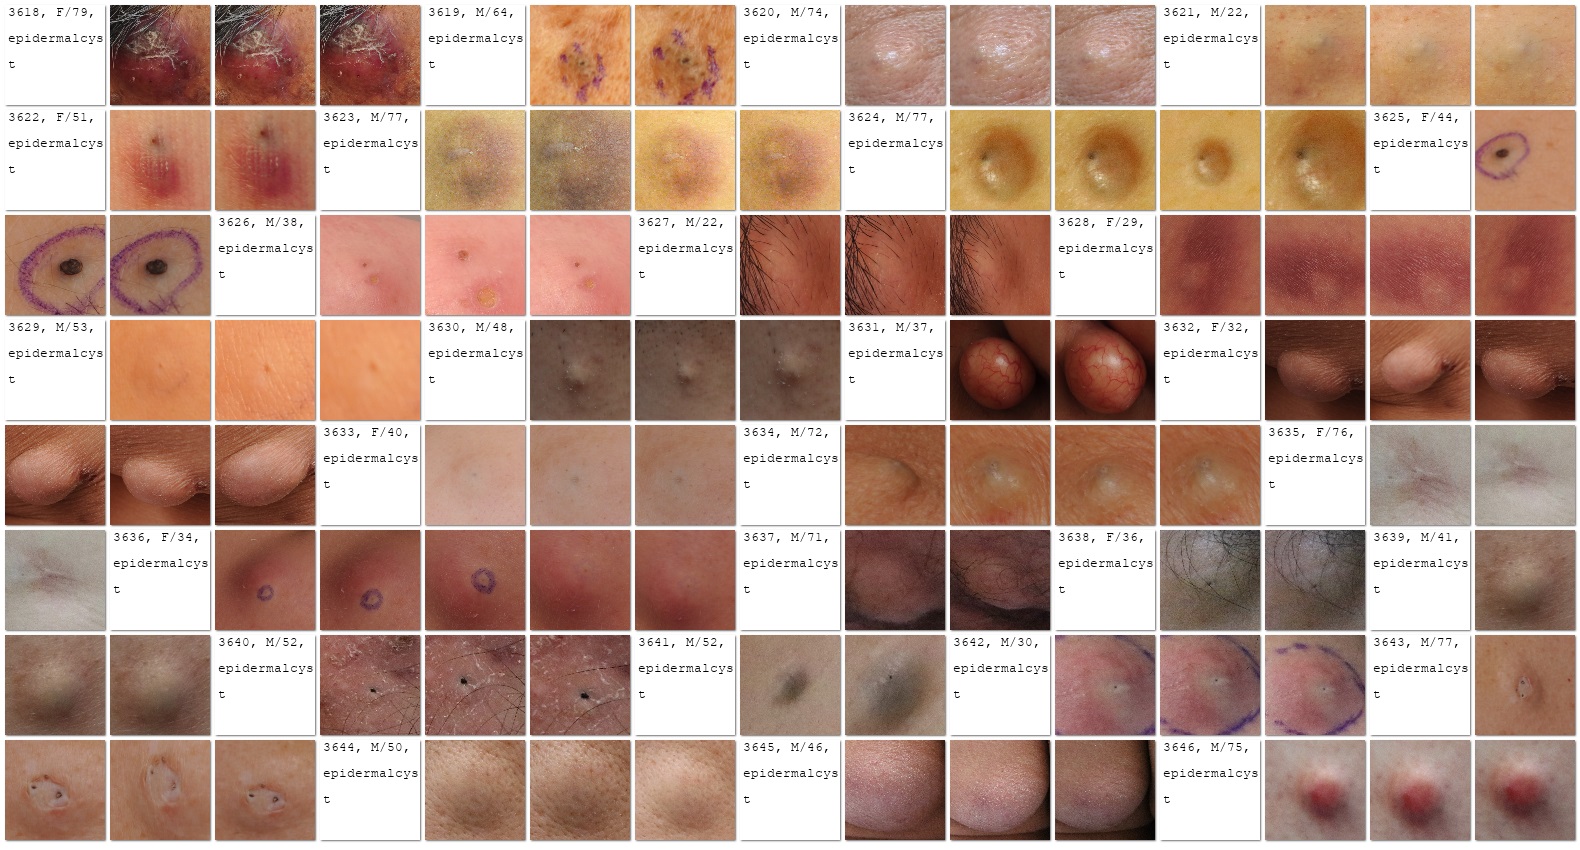 3618, F/79,
epidermalcys
t
3619, M/64,
epidermalcys
t
3620, M/74,
epidermalcys
t
3621, M/22,
epidermalcys
t
3622, F/51,
epidermalcys
t
3623, M/77,
epidermalcys
t
3624, M/77,
epidermalcys
t
3625, F/44,
epidermalcys
t
3626, M/38,
epidermalcys
t
3627, M/22,
epidermalcys
t
3628, F/29,
epidermalcys
t
3629, M/53,
epidermalcys
t
3630, M/48,
epidermalcys
t
3631, M/37,
epidermalcys
t
3632, F/32,
epidermalcys
t
3633, F/40,
epidermalcys
t
3634, M/72,
epidermalcys
t
3635, F/76,
epidermalcys
t
3636, F/34,
epidermalcys
t
3637, M/71,
epidermalcys
t
3638, F/36,
epidermalcys
t
3639, M/41,
epidermalcys
t
3640, M/52,
epidermalcys
t
3641, M/52,
epidermalcys
t
3642, M/30,
epidermalcys
t
3643, M/77,
epidermalcys
t
3644, M/50,
epidermalcys
t
3645, M/46,
epidermalcys
t
3646, M/75,
epidermalcys
t